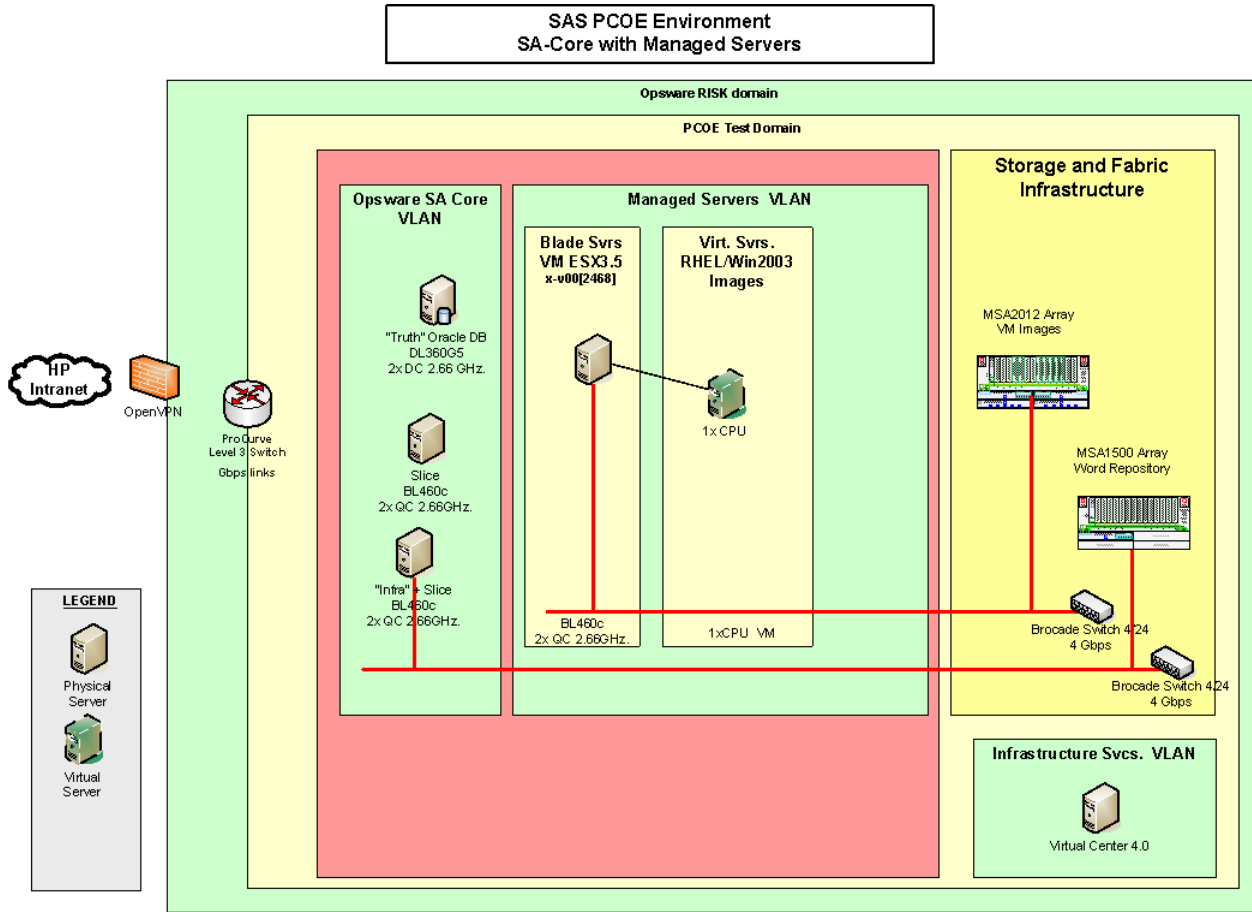 SAS PCOE Environment
SA-Core with Managed Servers
Opsware RISK domain
PCOE Test Domain
Opsware SA Core
VLAN
"Truth" Oracle DB
DL360G5
2x DC 2.66 GHz.
Slice
BL460c
2x QC 2.66GHz.
"Infra" + Slice
BL460c
2x QC 2.66GHz.
Managed Servers VLAN
Blade Svrs
VM ESX3.5
x-v00[2468]
BL460c
2x QC 2.66GHz.
Virt. Svrs.
RHEL/Win2003
Images
1x CPU
1xCPU VM
Storage and Fabric
Infrastructure
MSA2012 Array
VM Images
MSA1500 Array
Word Repository
Brocade Switch 4/24
4 Gbps
Brocade Switch 4/24
4 Gbps
Infrastructure Svcs. VLAN
Virtual Center 4.0
HP
Intranet
OpenVPN
ProCurve
Level 3 Switch
Gbps links
LEGEND
Physical
Server
Virtual
Server